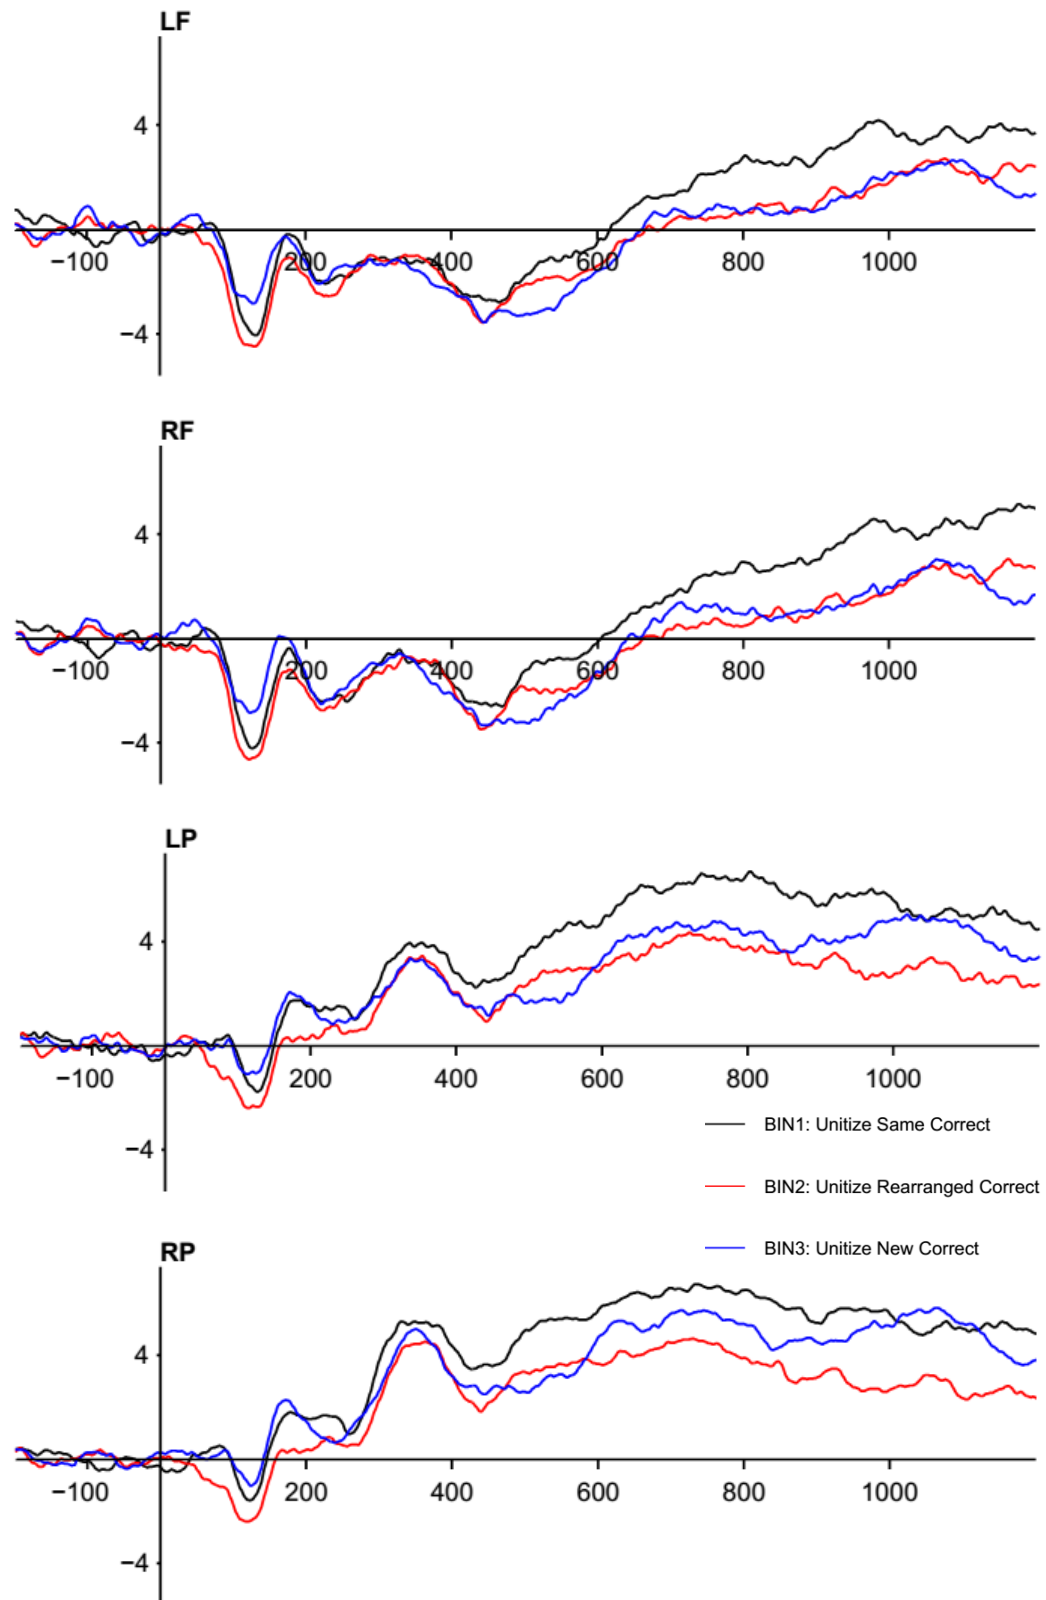 LF
4
−100 200 400 600 800 1000
−4
RF
4
−100 200 400 600 800 1000
−4
LP
4
−100 200 400 600 800 1000
BIN1: Unitize Same Correct
−4
BIN2: Unitize Rearranged Correct
BIN3: Unitize New Correct
RP
4
−100 200 400 600 800 1000
−4